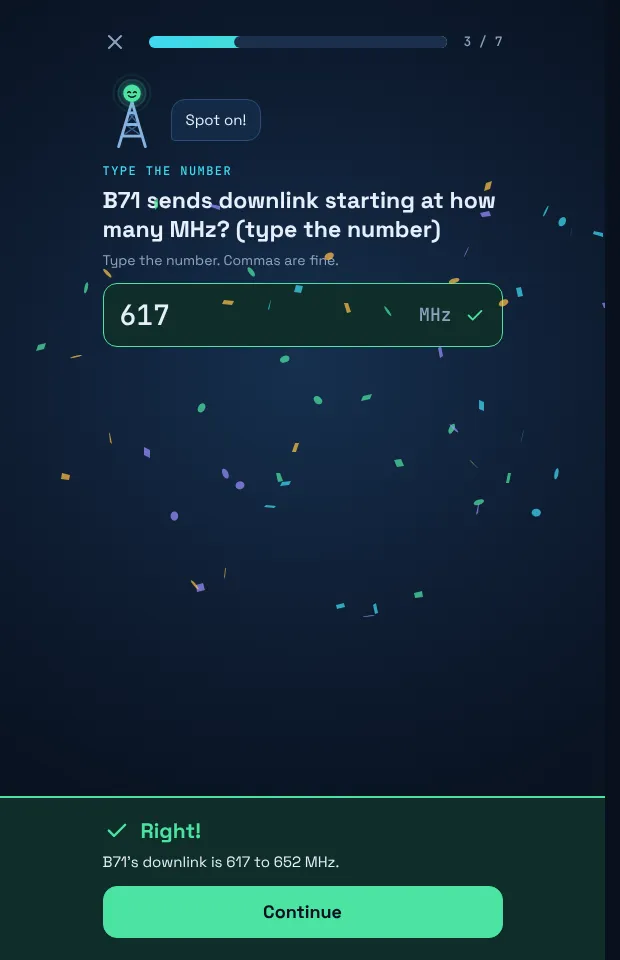 3 / 7
Spot on!
TYPE THE NUMBER
B71 sends downlink starting at how
many MHz? (type the number)
Type the number. Commas are fine.
617 MHz
Right!
B71's downlink is 617 to 652 MHz.
Continue